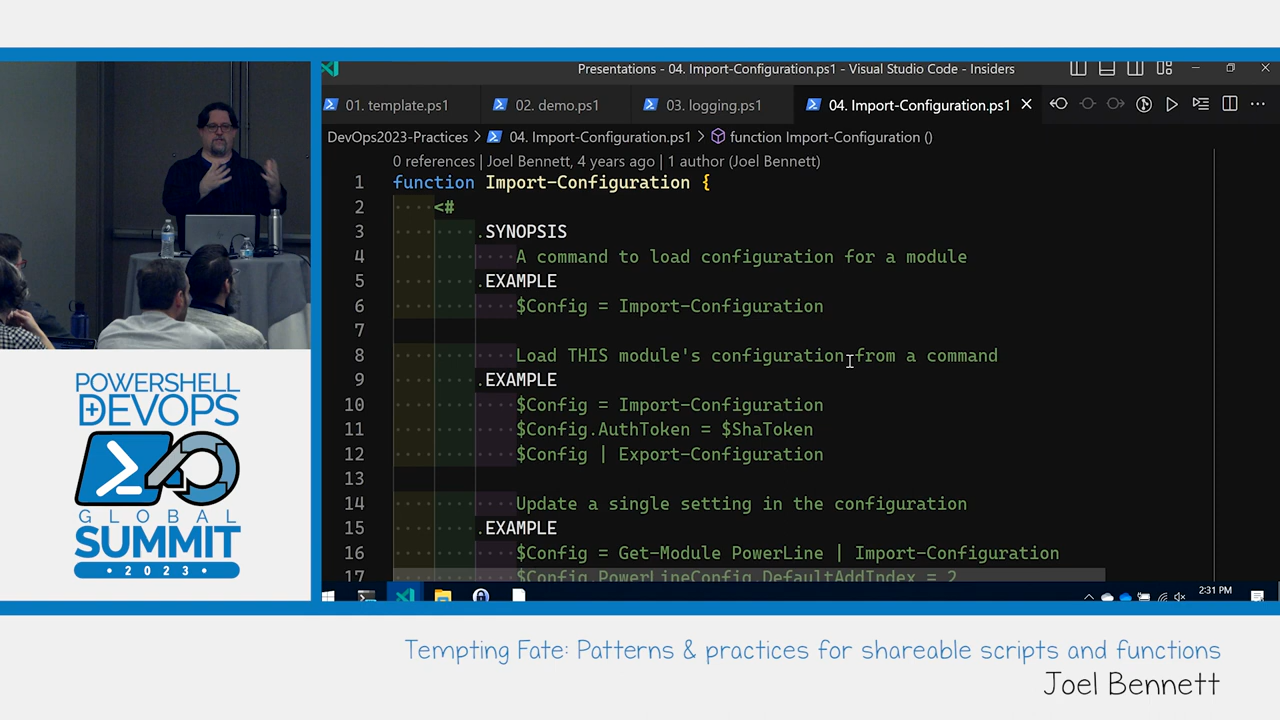 Presentations - 04. Import-Configuration.ps1 - Visual Studio Code - Insiders
01. template.ps1
02. demo.ps1
03. logging.ps1
04. Import-Configuration.ps1
DevOps2023-Practices > 04. Import-Configuration.ps1 > function Import-Configuration ()
0 references | Joel Bennett, 4 years ago | 1 author (Joel Bennett)
1 function Import-Configuration {
2 <#
3 .SYNOPSIS
4 A command to load configuration for a module
5 .EXAMPLE
6 $Config = Import-Configuration
7
8 Load THIS module's configuration from a command
9 .EXAMPLE
10 $Config = Import-Configuration
11 $Config.AuthToken = $ShaToken
12 $Config | Export-Configuration
13
14 Update a single setting in the configuration
15 .EXAMPLE
16 $Config = Get-Module PowerLine | Import-Configuration
17 $Config.PowerLineConfig.DefaultAddIndex = 2
2:31 PM
POWERSHELL
+DEVOPS
GLOBAL
SUMMIT
• 2023 •
Tempting Fate: Patterns & practices for shareable scripts and functions
Joel Bennett